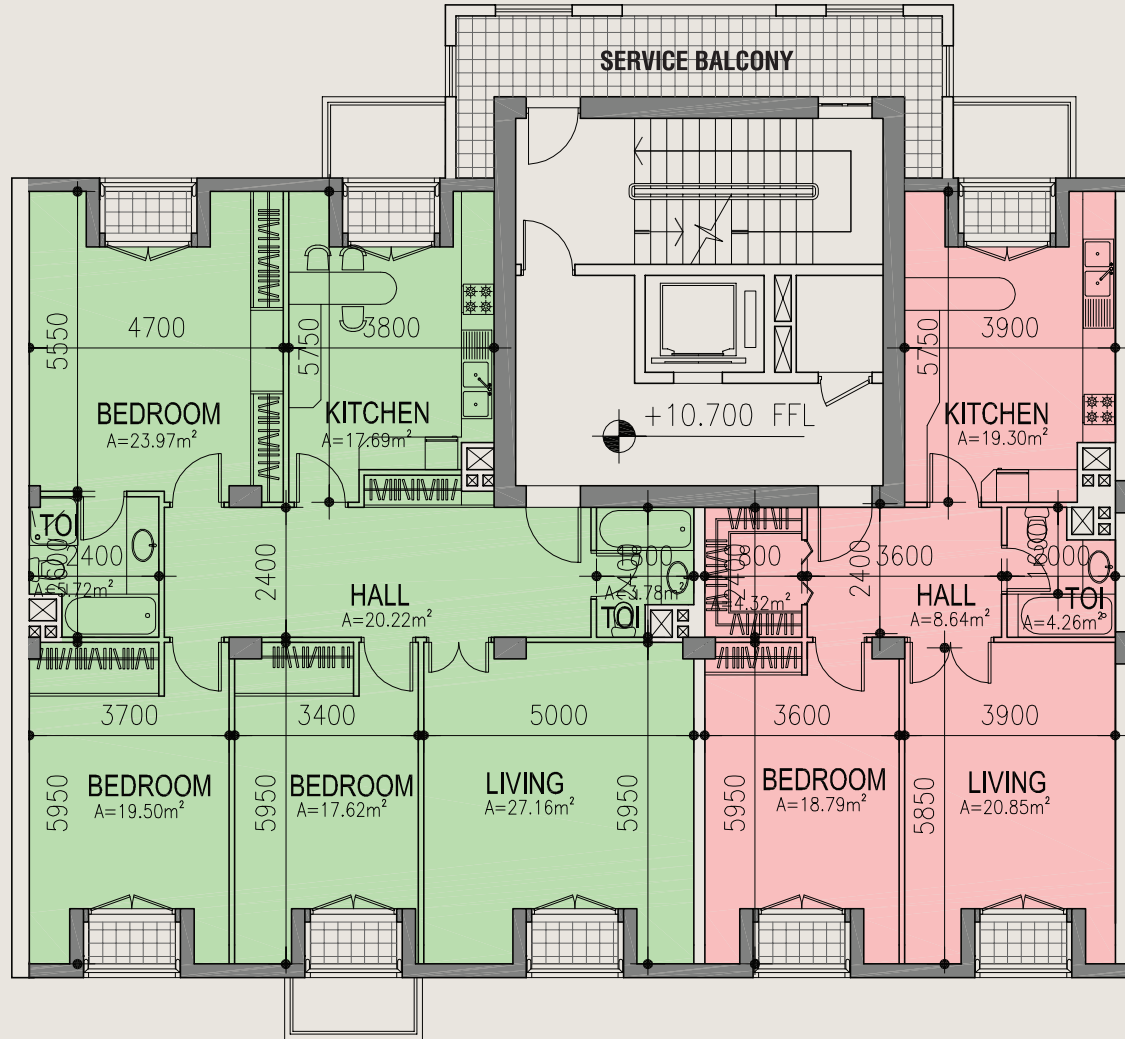 SERVICE BALCONY
4700
5550
BEDROOM
A=23.97m²
3800
5750
KITCHEN
A=17.69m²
+10.700 FFL
3900
5750
KITCHEN
A=19.30m²
TOI
2400
A=5.72m²
2400
HALL
A=20.22m²
A=3.78m²
TOI
A=4.32m²
3600
2400
HALL
A=8.64m²
TOI
A=4.26m²
3700
5950
BEDROOM
A=19.50m²
3400
5950
BEDROOM
A=17.62m²
5000
5950
LIVING
A=27.16m²
3600
5950
BEDROOM
A=18.79m²
3900
5850
LIVING
A=20.85m²